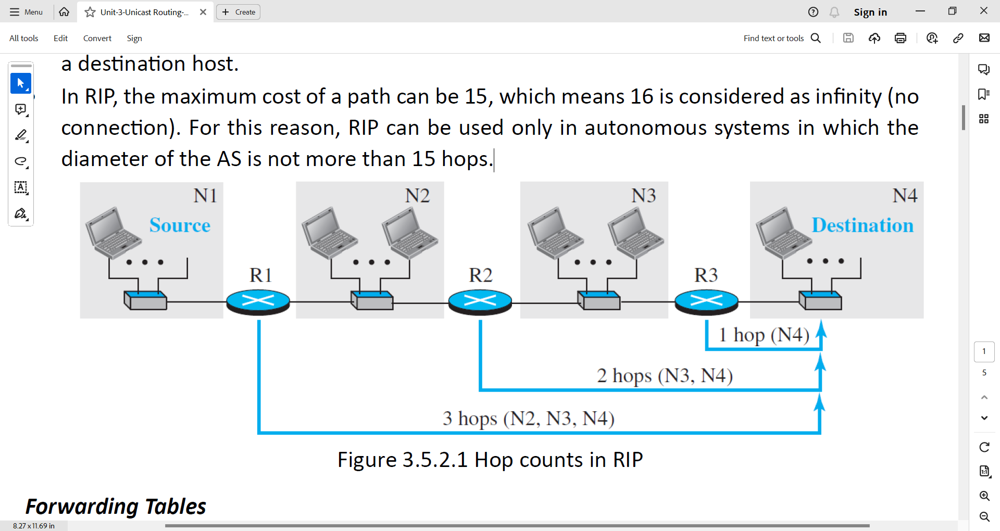 Menu
Unit-3-Unicast Routing-...
Create
Sign in
All tools
Edit
Convert
Sign
Find text or tools
a destination host.
In RIP, the maximum cost of a path can be 15, which means 16 is considered as infinity (no
connection). For this reason, RIP can be used only in autonomous systems in which the
diameter of the AS is not more than 15 hops.
N1
N2
N3
N4
Source
Destination
R1
R2
R3
1 hop (N4)
2 hops (N3, N4)
3 hops (N2, N3, N4)
Figure 3.5.2.1 Hop counts in RIP
Forwarding Tables
1
5
8.27 x 11.69 in